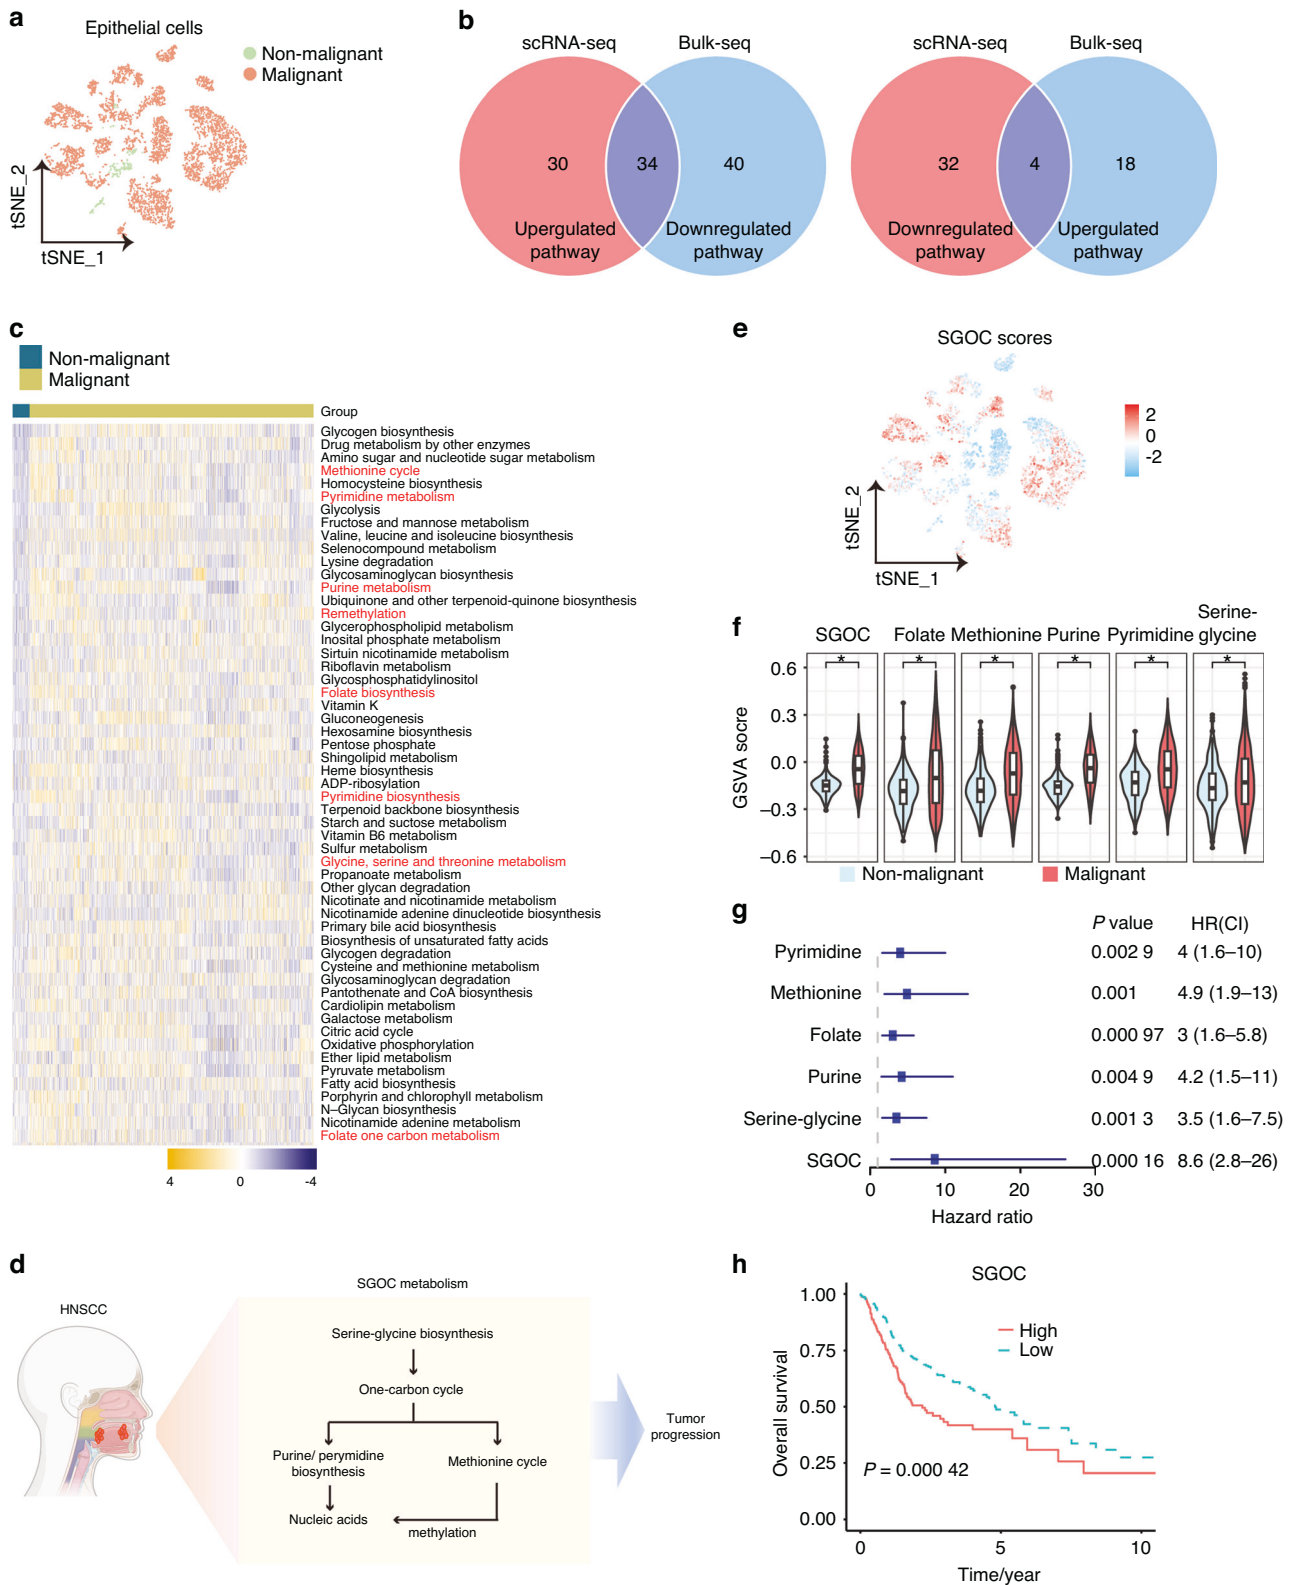 a
Epithelial cells
Non-malignant
Malignant
tSNE_2
tSNE_1
b
scRNA-seq
Bulk-seq
30
34
40
Upergulated
pathway
Downregulated
pathway
scRNA-seq
Bulk-seq
32
4
18
Downregulated
pathway
Upergulated
pathway
c
Non-malignant
Malignant
Group
Glycogen biosynthesis
Drug metabolism by other enzymes
Amino sugar and nucleotide sugar metabolism
Methionine cycle
Homocysteine biosynthesis
Pyrimidine metabolism
Glycolysis
Fructose and mannose metabolism
Valine, leucine and isoleucine biosynthesis
Selenocompound metabolism
Lysine degradation
Glycosaminoglycan biosynthesis
Purine metabolism
Ubiquinone and other terpenoid-quinone biosynthesis
Remethylation
Glycerophospholipid metabolism
Inosital phosphate metabolism
Sirtuin nicotinamide metabolism
Riboflavin metabolism
Glycosphosphatidylinositol
Folate biosynthesis
Vitamin K
Gluconeogenesis
Hexosamine biosynthesis
Pentose phosphate
Shingolipid metabolism
Heme biosynthesis
ADP-ribosylation
Pyrimidine biosynthesis
Terpenoid backbone biosynthesis
Starch and suctose metabolism
Vitamin B6 metabolism
Sulfur metabolism
Glycine, serine and threonine metabolism
Propanoate metabolism
Other glycan degradation
Nicotinate and nicotinamide metabolism
Nicotinamide adenine dinucleotide biosynthesis
Primary bile acid biosynthesis
Biosynthesis of unsaturated fatty acids
Glycogen degradation
Cysteine and methionine metabolism
Glycosaminoglycan degradation
Pantothenate and CoA biosynthesis
Cardiolipin metabolism
Galactose metabolism
Citric acid cycle
Oxidative phosphorylation
Ether lipid metabolism
Pyruvate metabolism
Fatty acid biosynthesis
Porphyrin and chlorophyll metabolism
N–Glycan biosynthesis
Nicotinamide adenine metabolism
Folate one carbon metabolism
4
0
-4
e
SGOC scores
2
0
-2
tSNE_2
tSNE_1
f
SGOC
Folate
Methionine
Purine
Pyrimidine
Serine-
glycine
* * * * * *
GSVA socre
0.6
0.3
0.0
–0.3
–0.6
Non-malignant
Malignant
g
P value HR(CI)
Pyrimidine 0.002 9 4 (1.6–10)
Methionine 0.001 4.9 (1.9–13)
Folate 0.000 97 3 (1.6–5.8)
Purine 0.004 9 4.2 (1.5–11)
Serine-glycine 0.001 3 3.5 (1.6–7.5)
SGOC 0.000 16 8.6 (2.8–26)
0 10 20 30
Hazard ratio
d
HNSCC
SGOC metabolism
Serine-glycine biosynthesis
One-carbon cycle
Purine/ perymidine
biosynthesis
Methionine cycle
Nucleic acids
methylation
Tumor
progression
h
SGOC
High
Low
Overall survival
1.00
0.75
0.50
0.25
0.00
P = 0.000 42
0 5 10
Time/year